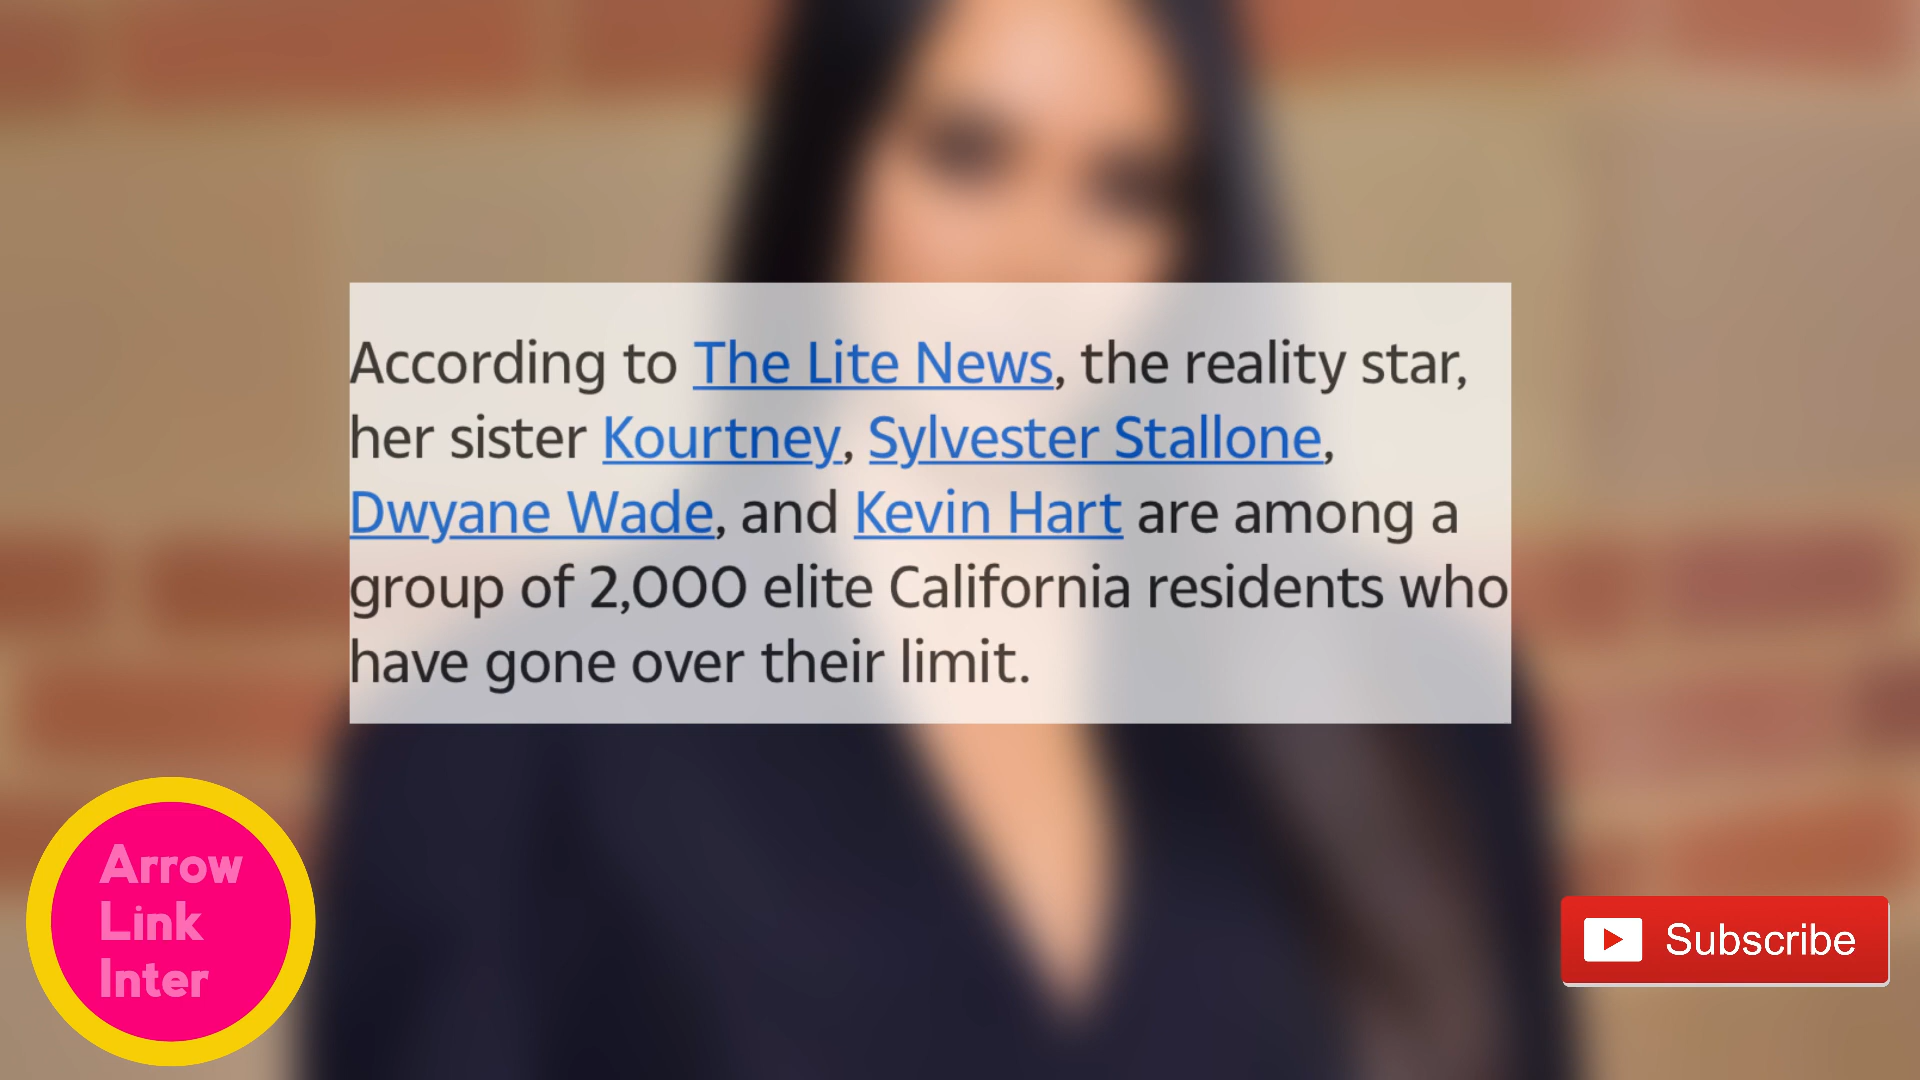 According to The Lite News, the reality star,
her sister Kourtney, Sylvester Stallone,
Dwyane Wade, and Kevin Hart are among a
group of 2,000 elite California residents who
have gone over their limit.
Arrow
Link
Inter
Subscribe